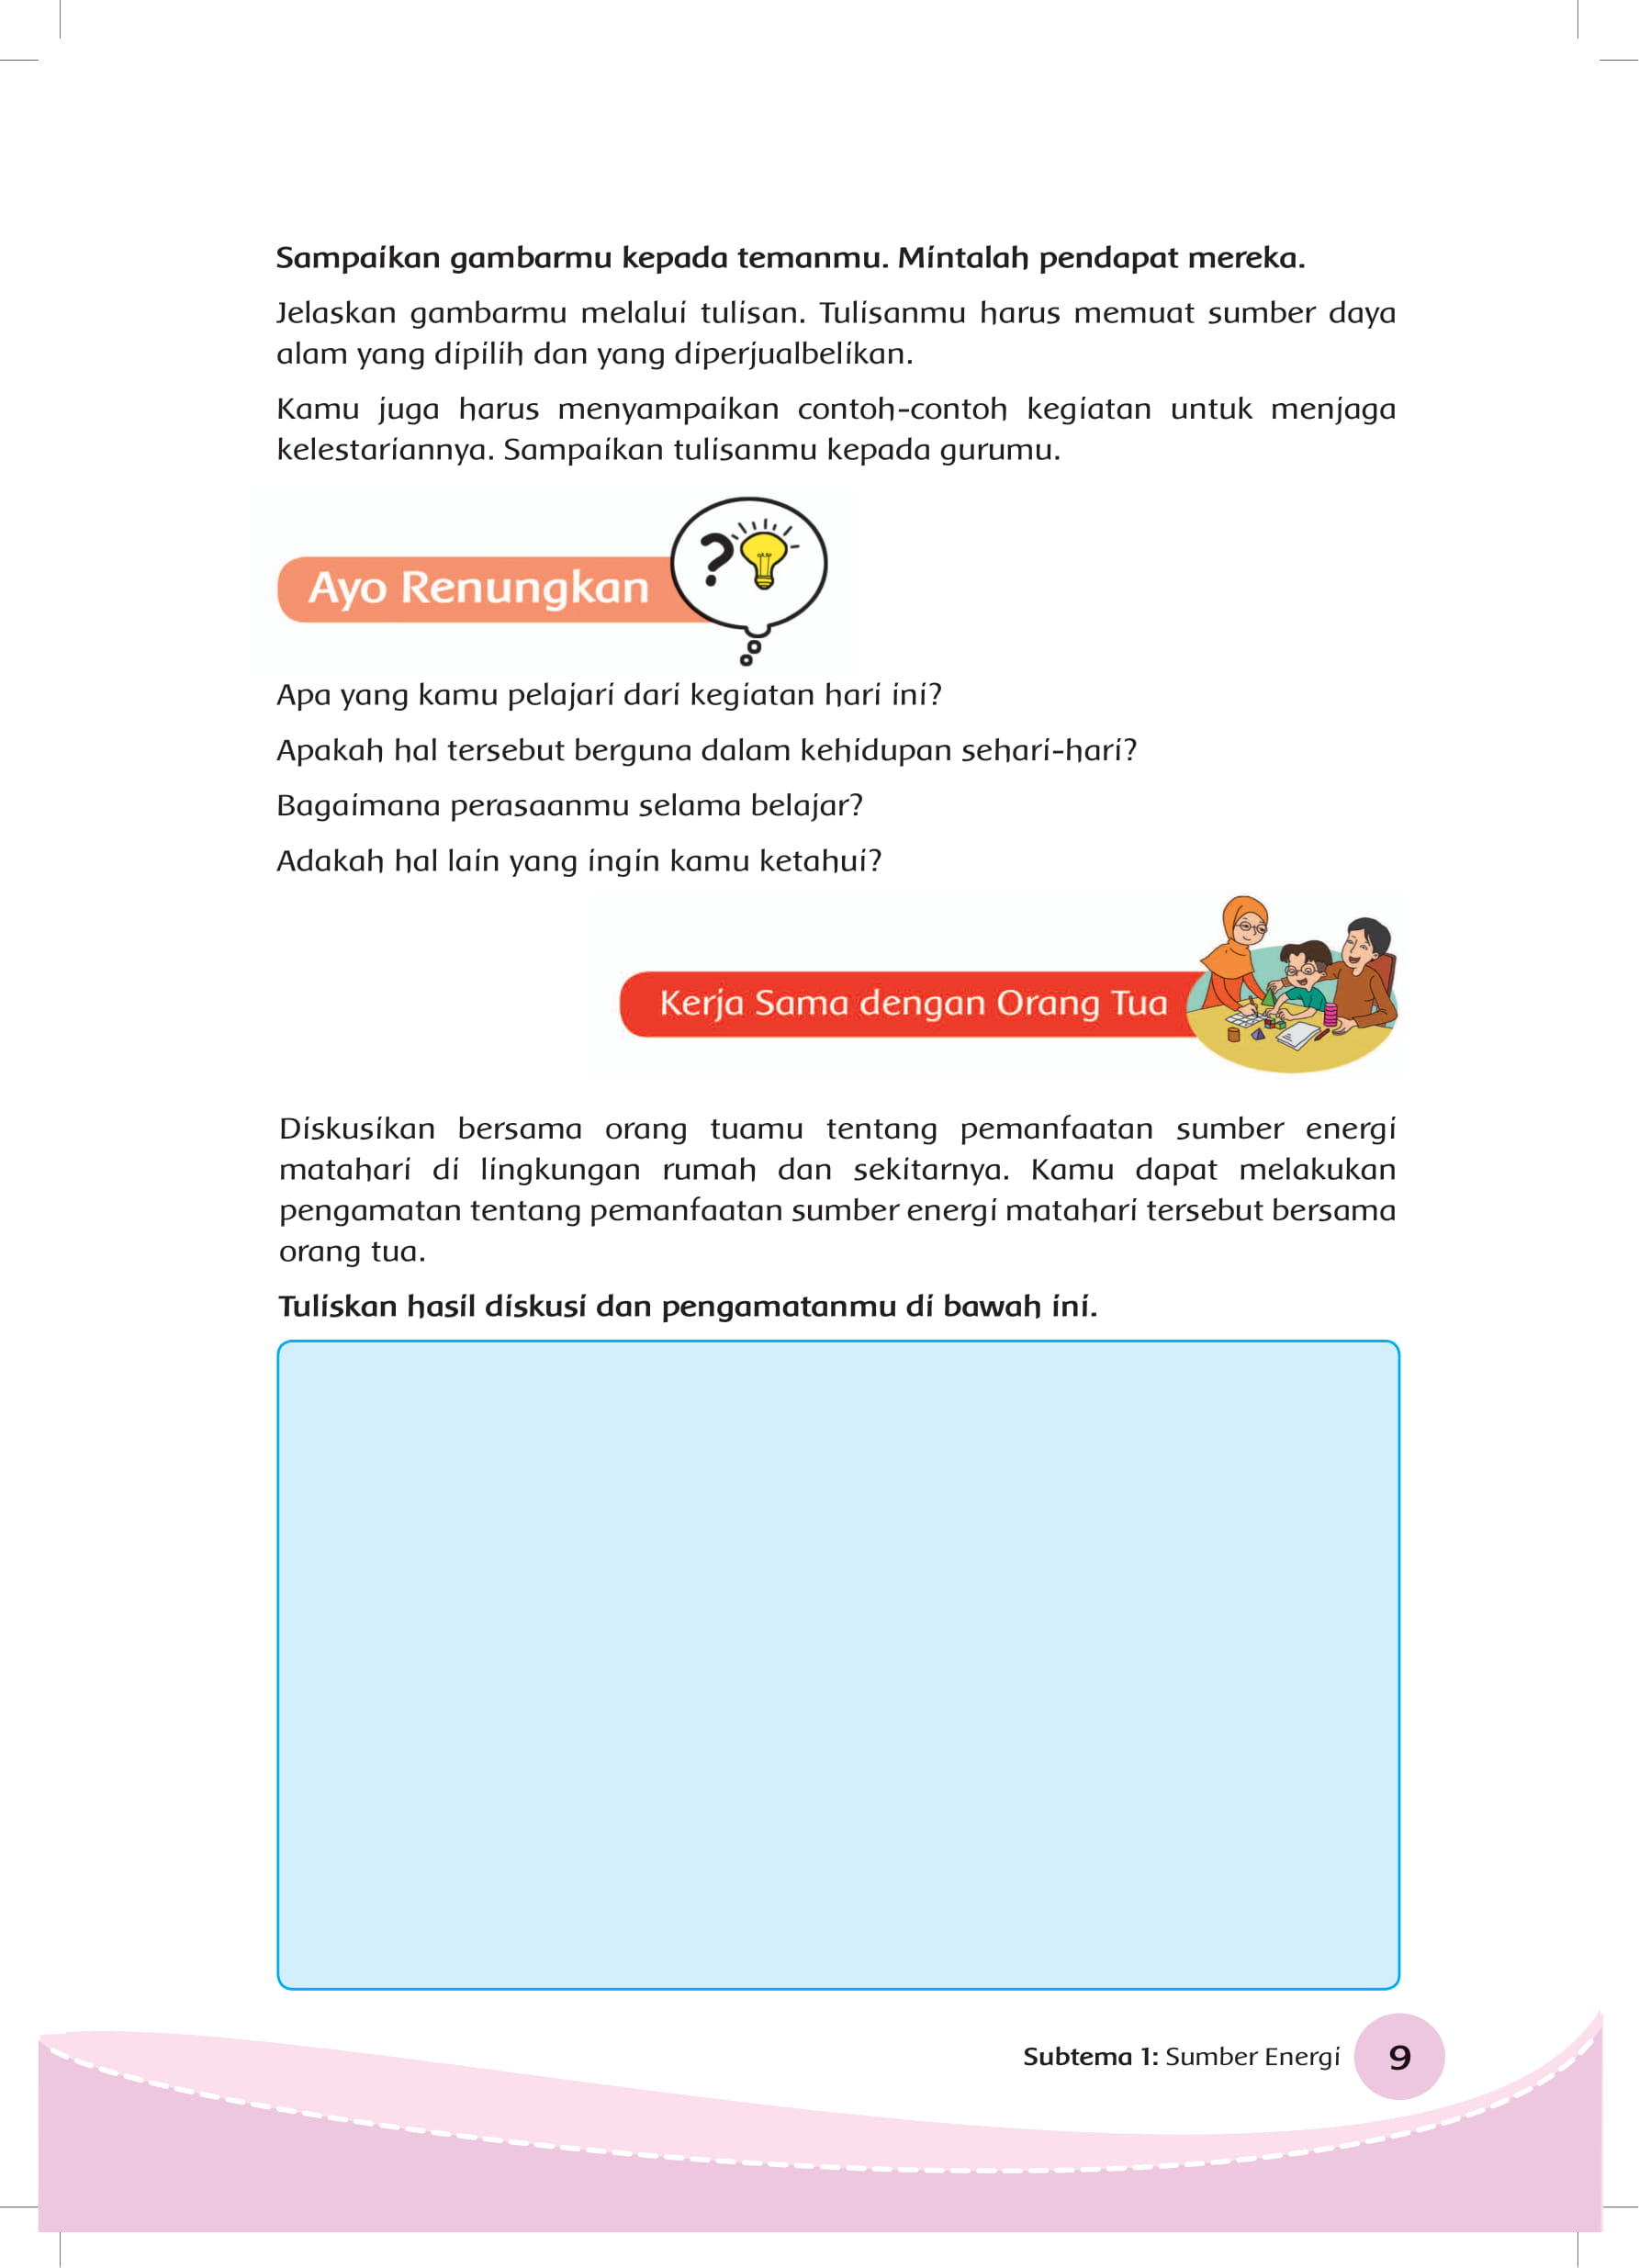 Sampaikan gambarmu kepada temanmu. Mintalah pendapat mereka.
Jelaskan gambarmu melalui tulisan. Tulisanmu harus memuat sumber daya
alam yang dipilih dan yang diperjualbelikan.
Kamu juga harus menyampaikan contoh-contoh kegiatan untuk menjaga
kelestariannya. Sampaikan tulisanmu kepada gurumu.
?
Ayo Renungkan
Apa yang kamu pelajari dari kegiatan hari ini?
Apakah hal tersebut berguna dalam kehidupan sehari-hari?
Bagaimana perasaanmu selama belajar?
Adakah hal lain yang ingin kamu ketahui?
Kerja Sama dengan Orang Tua
Diskusikan bersama orang tuamu tentang pemanfaatan sumber energi
matahari di lingkungan rumah dan sekitarnya. Kamu dapat melakukan
pengamatan tentang pemanfaatan sumber energi matahari tersebut bersama
orang tua.
Tuliskan hasil diskusi dan pengamatanmu di bawah ini.
Subtema 1: Sumber Energi 9